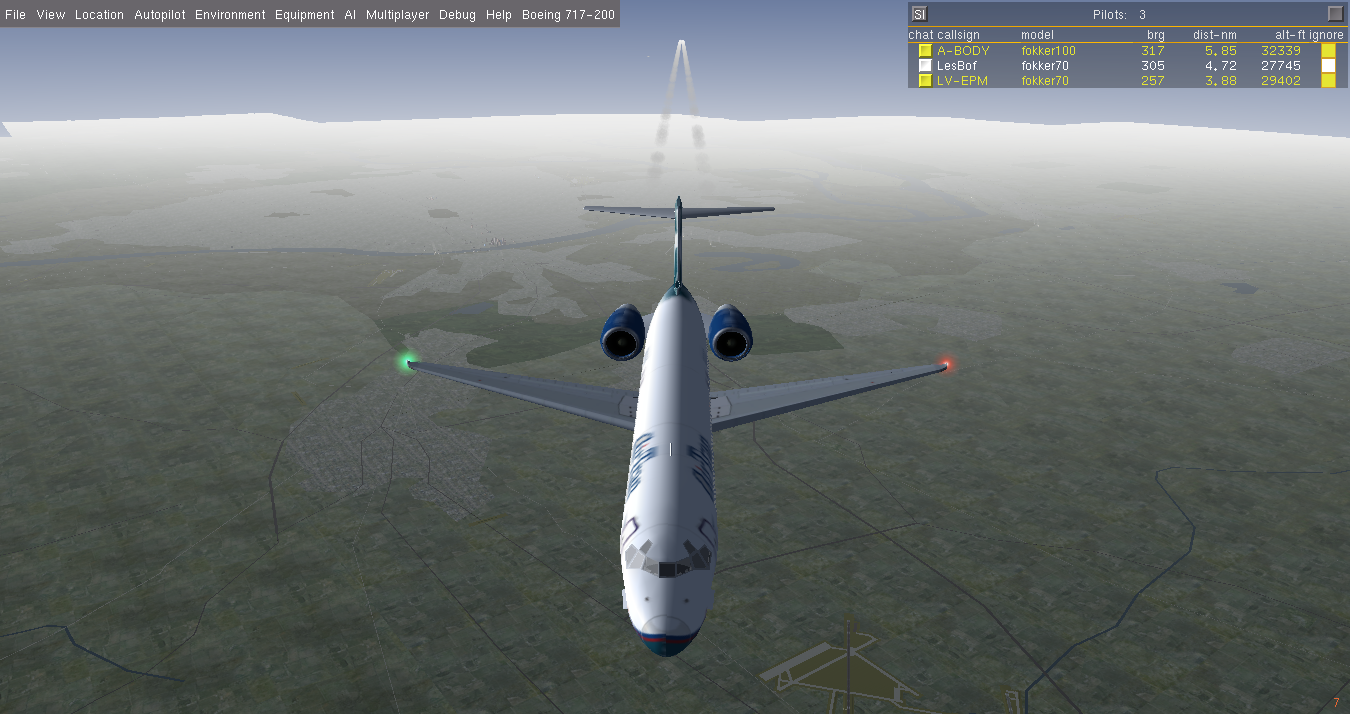 File View Location Autopilot Environment Equipment AI Multiplayer Debug Help Boeing 717-200
SI Pilots: 3
chat callsign model brg dist-nm alt-ft ignore
A-BODY fokker100 317 5.85 32339
LesBof fokker70 305 4.72 27745
LV-EPM fokker70 257 3.88 29402
7